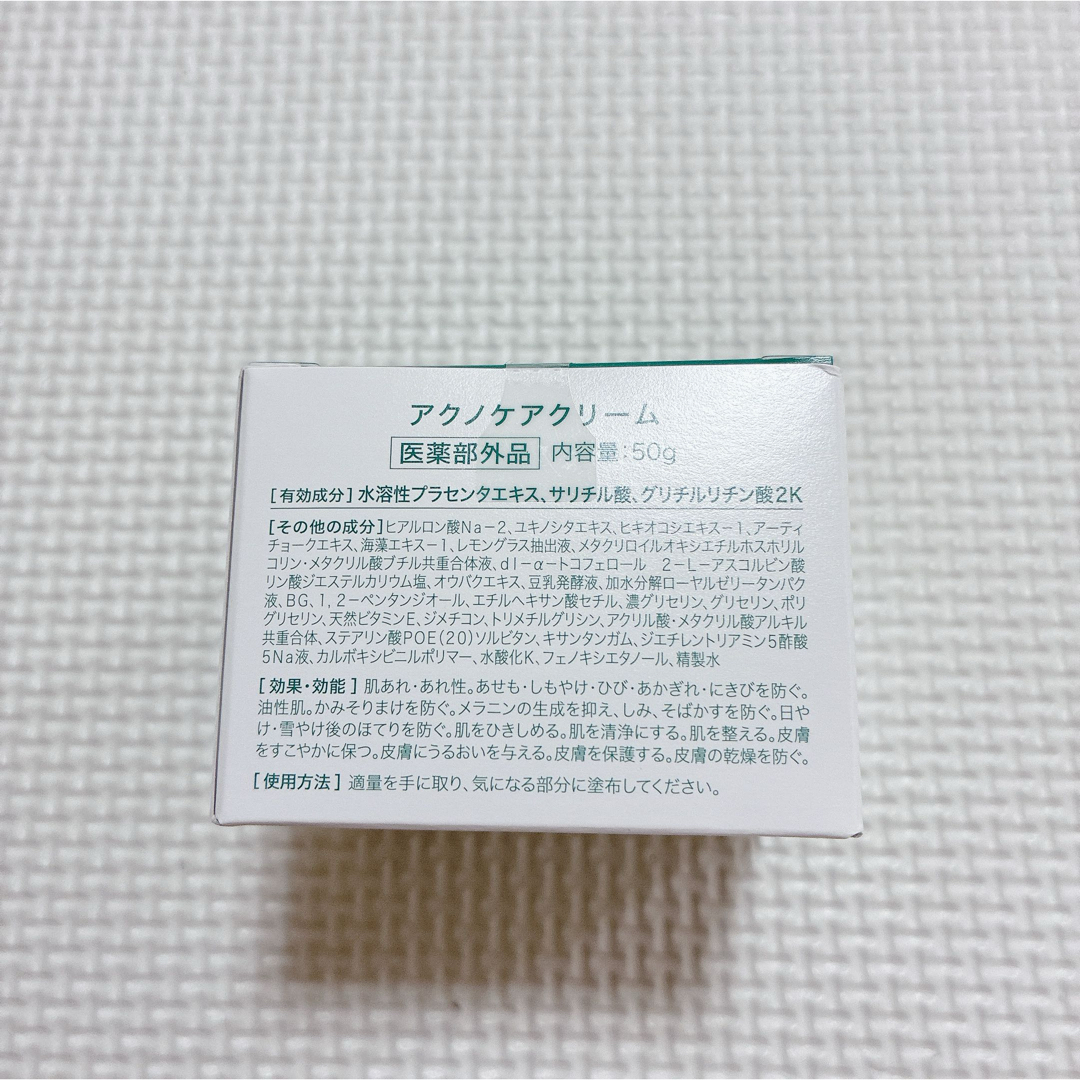 アクノケアクリーム
医薬部外品 内容量:50g
[有効成分]水溶性プラセンタエキス、サリチル酸、グリチルリチン酸2K
[その他の成分]ヒアルロン酸Na-2、ユキノシタエキス、ヒキオコシエキス-1、アーティ
チョークエキス、海藻エキス-1、レモングラス抽出液、メタクリロイルオキシエチルホスホリル
コリン・メタクリル酸ブチル共重合体液、dl-α-トコフェロール 2-L-アスコルビン酸
リン酸ジエステルカリウム塩、オウバクエキス、豆乳発酵液、加水分解ローヤルゼリータンパク
液、BG、1,2-ペンタンジオール、エチルヘキサン酸セチル、濃グリセリン、グリセリン、ポリ
グリセリン、天然ビタミンE、ジメチコン、トリメチルグリシン、アクリル酸・メタクリル酸アルキル
共重合体、ステアリン酸POE(20)ソルビタン、キサンタンガム、ジエチレントリアミン5酢酸
5Na液、カルボキシビニルポリマー、水酸化K、フェノキシエタノール、精製水
[効果・効能]肌あれ・あれ性。あせも・しもやけ・ひび・あかぎれ・にきびを防ぐ。
油性肌。かみそりまけを防ぐ。メラニンの生成を抑え、しみ、そばかすを防ぐ。日や
け・雪やけ後のほてりを防ぐ。肌をひきしめる。肌を清浄にする。肌を整える。皮膚
をすこやかに保つ。皮膚にうるおいを与える。皮膚を保護する。皮膚の乾燥を防ぐ。
[使用方法]適量を手に取り、気になる部分に塗布してください。